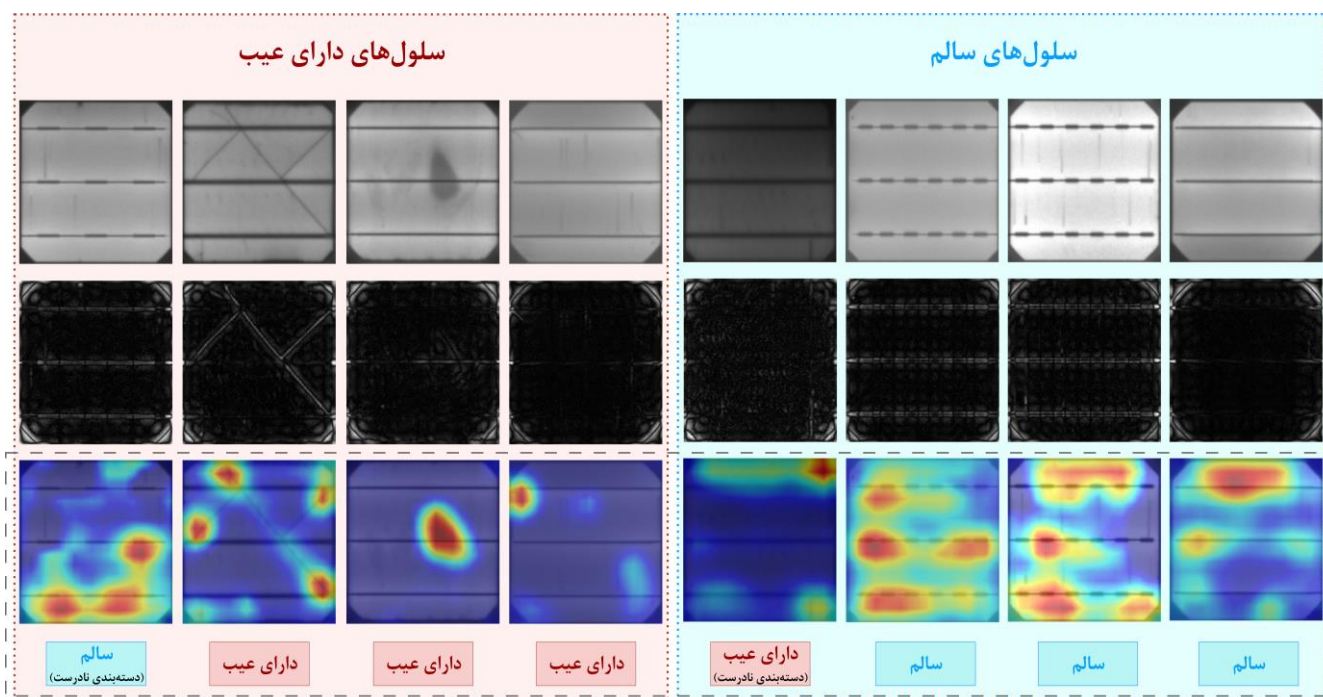 سلول‌های سالم
سلول‌های دارای عیب
سالم
سالم
سالم
دارای عیب
(دسته‌بندی نادرست)
دارای عیب
دارای عیب
دارای عیب
سالم
(دسته‌بندی نادرست)